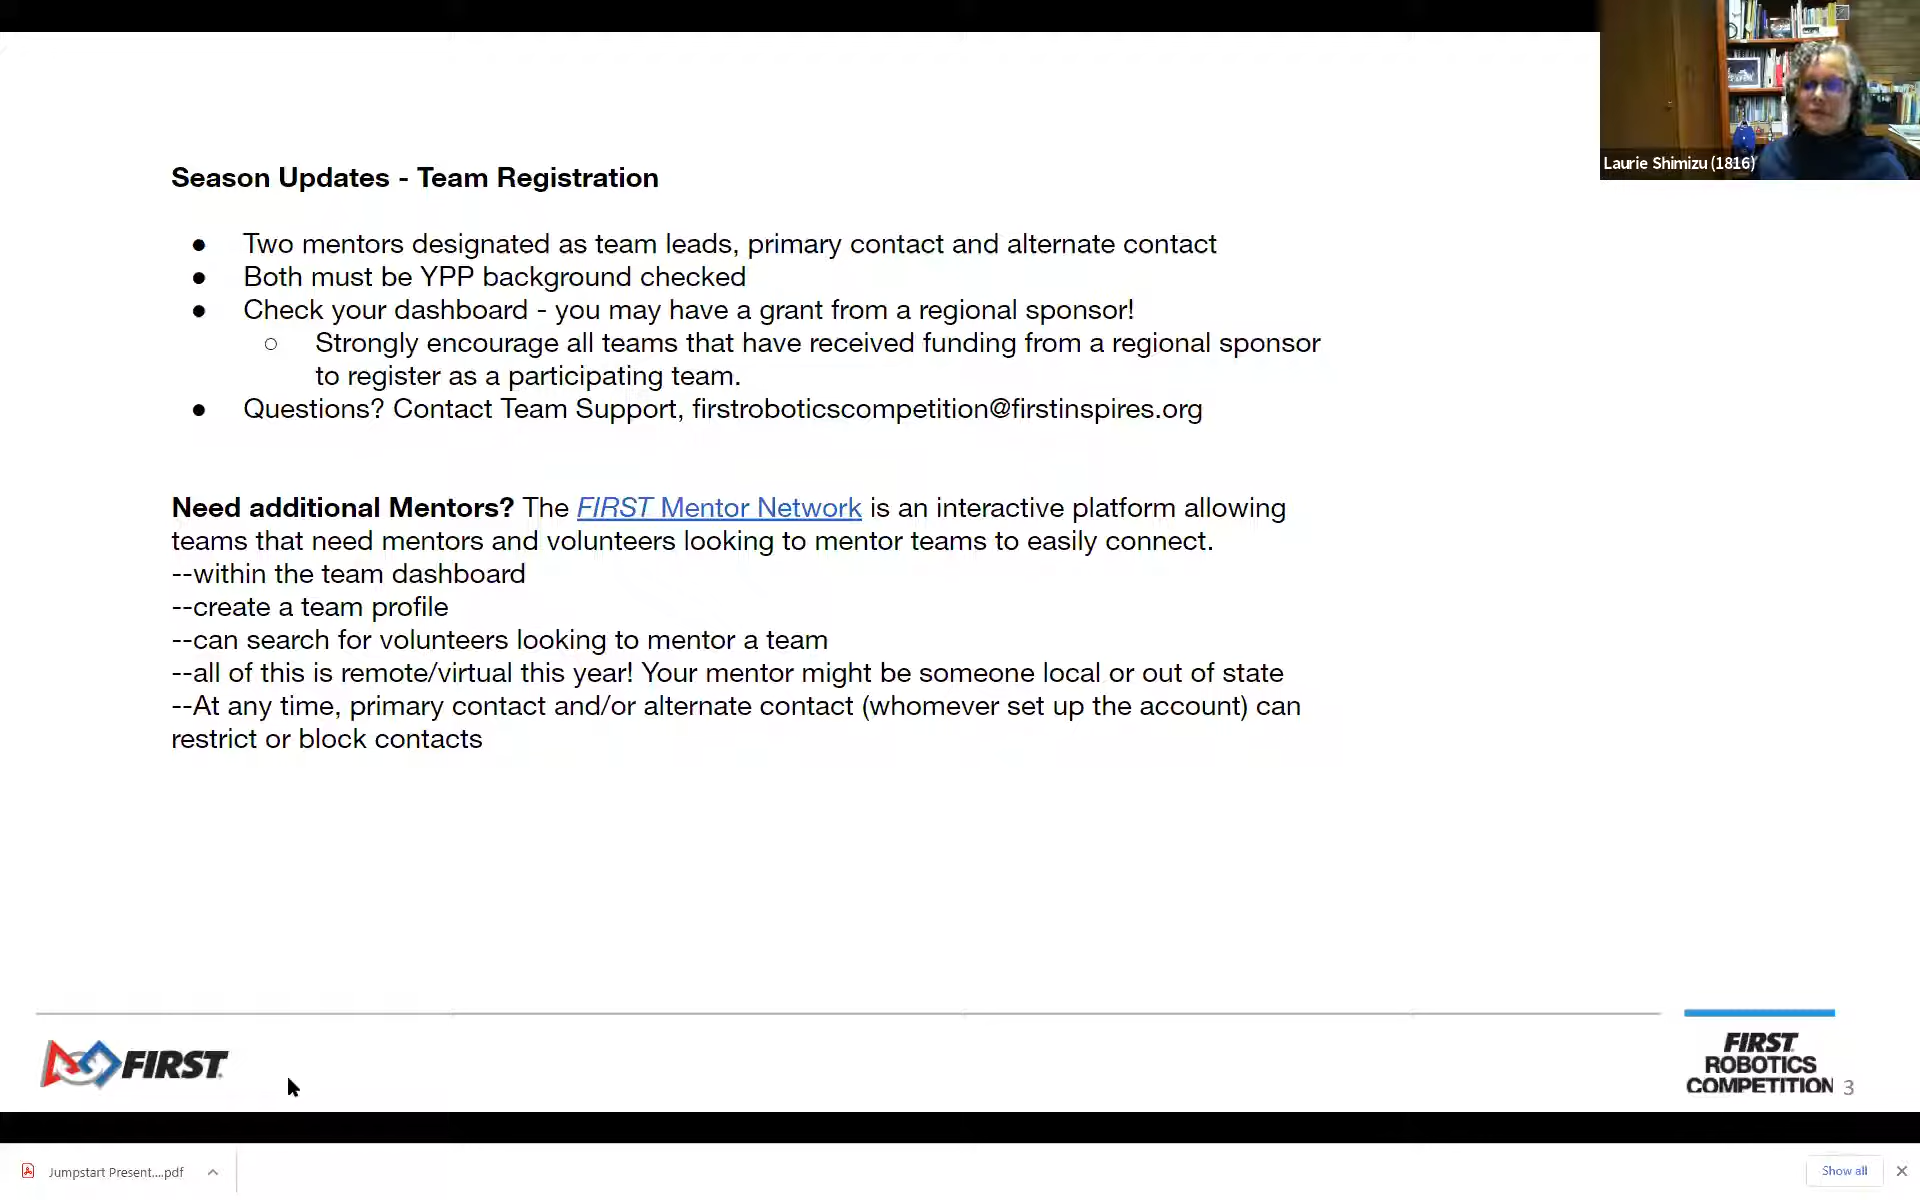 Laurie Shimizu (1816)
Season Updates - Team Registration
● Two mentors designated as team leads, primary contact and alternate contact
● Both must be YPP background checked
● Check your dashboard - you may have a grant from a regional sponsor!
○ Strongly encourage all teams that have received funding from a regional sponsor
to register as a participating team.
● Questions? Contact Team Support, firstroboticscompetition@firstinspires.org
Need additional Mentors? The FIRST Mentor Network is an interactive platform allowing
teams that need mentors and volunteers looking to mentor teams to easily connect.
--within the team dashboard
--create a team profile
--can search for volunteers looking to mentor a team
--all of this is remote/virtual this year! Your mentor might be someone local or out of state
--At any time, primary contact and/or alternate contact (whomever set up the account) can
restrict or block contacts
FIRST
FIRST
ROBOTICS
COMPETITION 3
Jumpstart Present....pdf
Show all